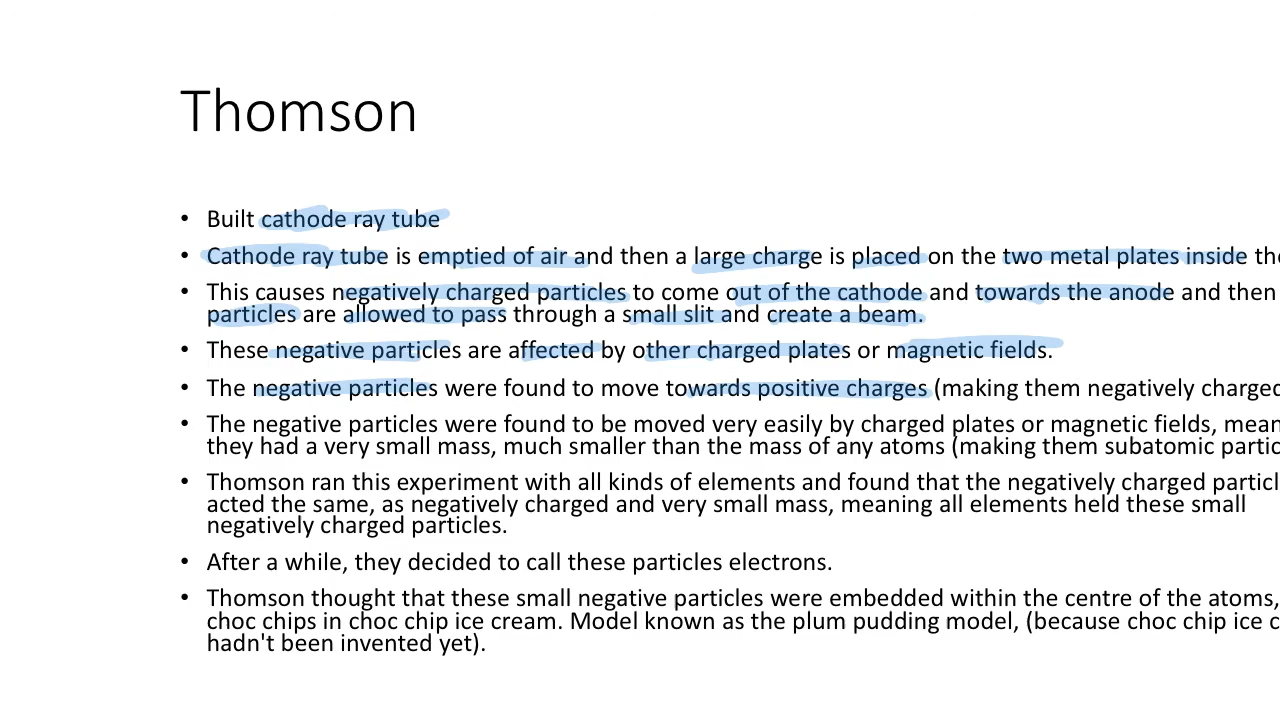 Thomson
• Built cathode ray tube
• Cathode ray tube is emptied of air and then a large charge is placed on the two metal plates inside
• This causes negatively charged particles to come out of the cathode and towards the anode and then
particles are allowed to pass through a small slit and create a beam.
• These negative particles are affected by other charged plates or magnetic fields.
• The negative particles were found to move towards positive charges (making them negatively charged
• The negative particles were found to be moved very easily by charged plates or magnetic fields,
they had a very small mass, much smaller than the mass of any atoms (making them subatomic
• Thomson ran this experiment with all kinds of elements and found that the negatively charged
acted the same, as negatively charged and very small mass, meaning all elements held these small
negatively charged particles.
• After a while, they decided to call these particles electrons.
• Thomson thought that these small negative particles were embedded within the centre of the atoms,
choc chips in choc chip ice cream. Model known as the plum pudding model, (because choc chip ice
hadn't been invented yet).